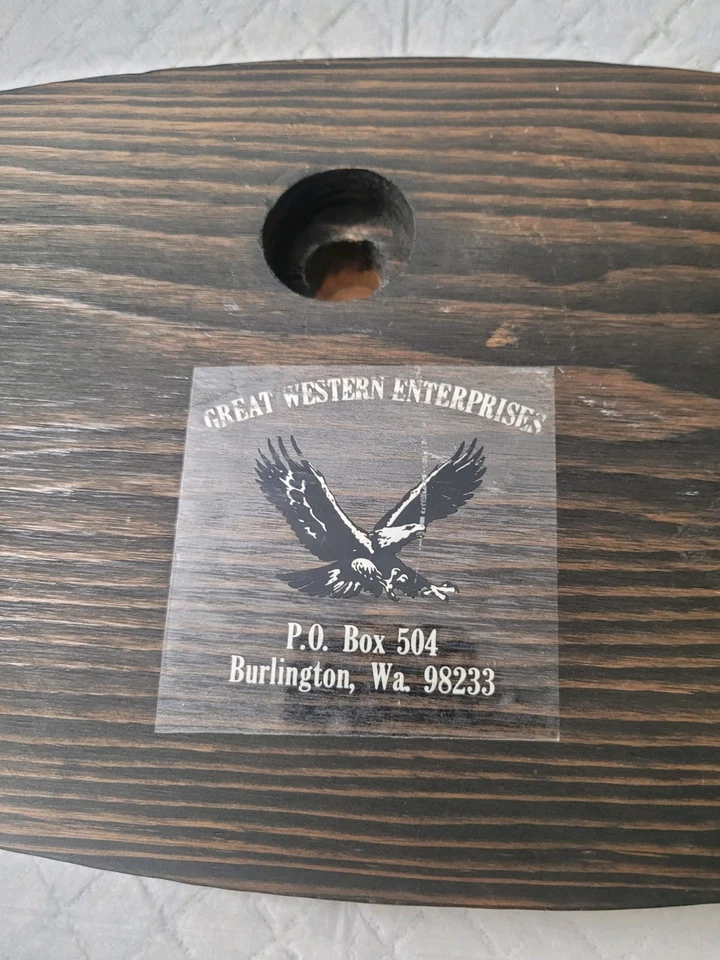 GREAT WESTERN ENTERPRISES
P.O. Box 504
Burlington, Wa. 98233